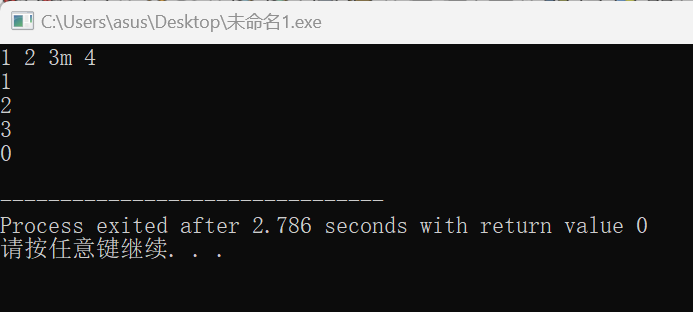 C:\Users\asus\Desktop\未命名1.exe
1 2 3m 4
1
2
3
0
--------------------------------
Process exited after 2.786 seconds with return value 0
请按任意键继续. . .